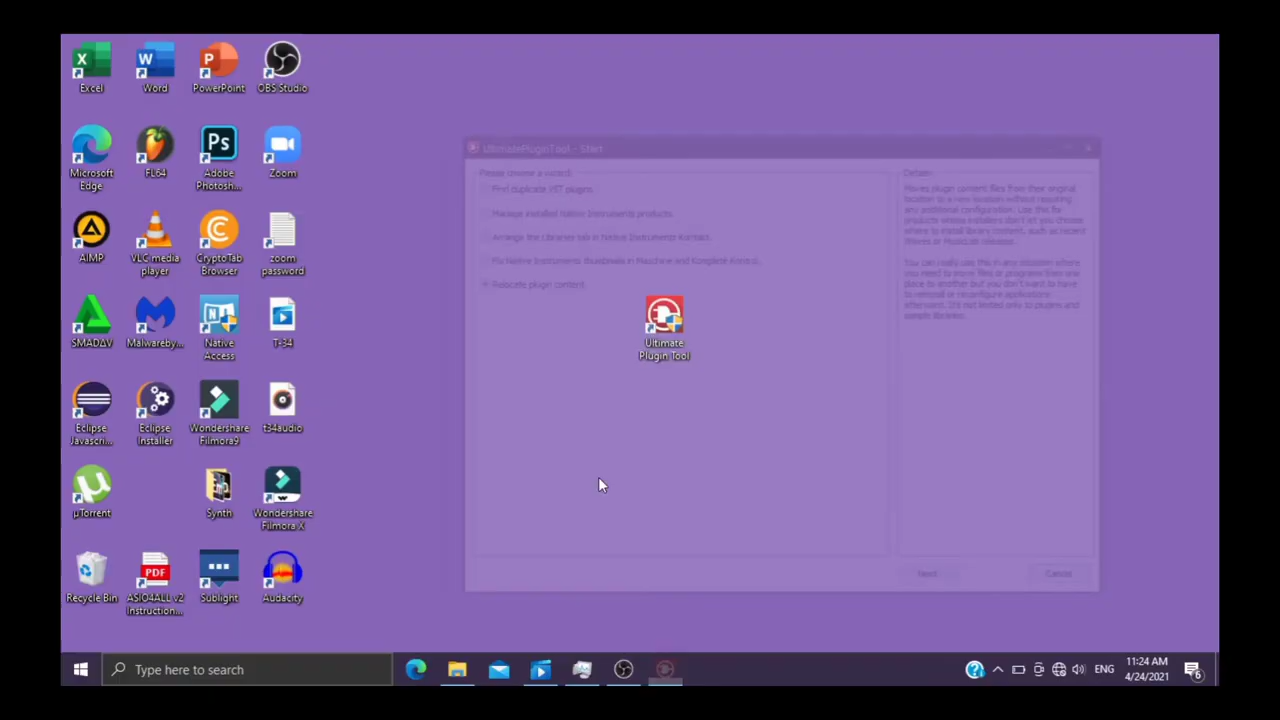 Excel
Word
PowerPoint
OBS Studio
Microsoft
Edge
FL64
Adobe
Photosh...
Zoom
AIMP
VLC media
player
CryptoTab
Browser
zoom
password
SMADΔV
Malwareby...
Native
Access
T-34
Eclipse
Javascri...
Eclipse
Installer
Wondershare
Filmora9
t34audio
µTorrent
Synth
Wondershare
Filmora X
Recycle Bin
PDF
ASIO4ALL v2
Instruction...
Sublight
Audacity
UltimatePluginTool - Start
Please choose a wizard:
Find duplicate VST plugins.
Manage installed Native Instruments products.
Arrange the Libraries tab in Native Instruments Kontakt.
Fix Native Instruments thumbnails in Maschine and Komplete Kontrol.
Relocate plugin content.
Details:
Moves plugin content files from their original
location to a new location without requiring
any additional configuration. Use this for
products whose installers don't let you choose
where to install library content, such as recent
Waves or MusicLab releases.
You can really use this in any situation where
you need to move files or programs from one
place to another but you don't want to have
to reinstall or reconfigure applications
afterward. It's not limited only to plugins and
sample libraries.
Ultimate
Plugin Tool
Next
Cancel
Type here to search
ENG
11:24 AM
4/24/2021
6